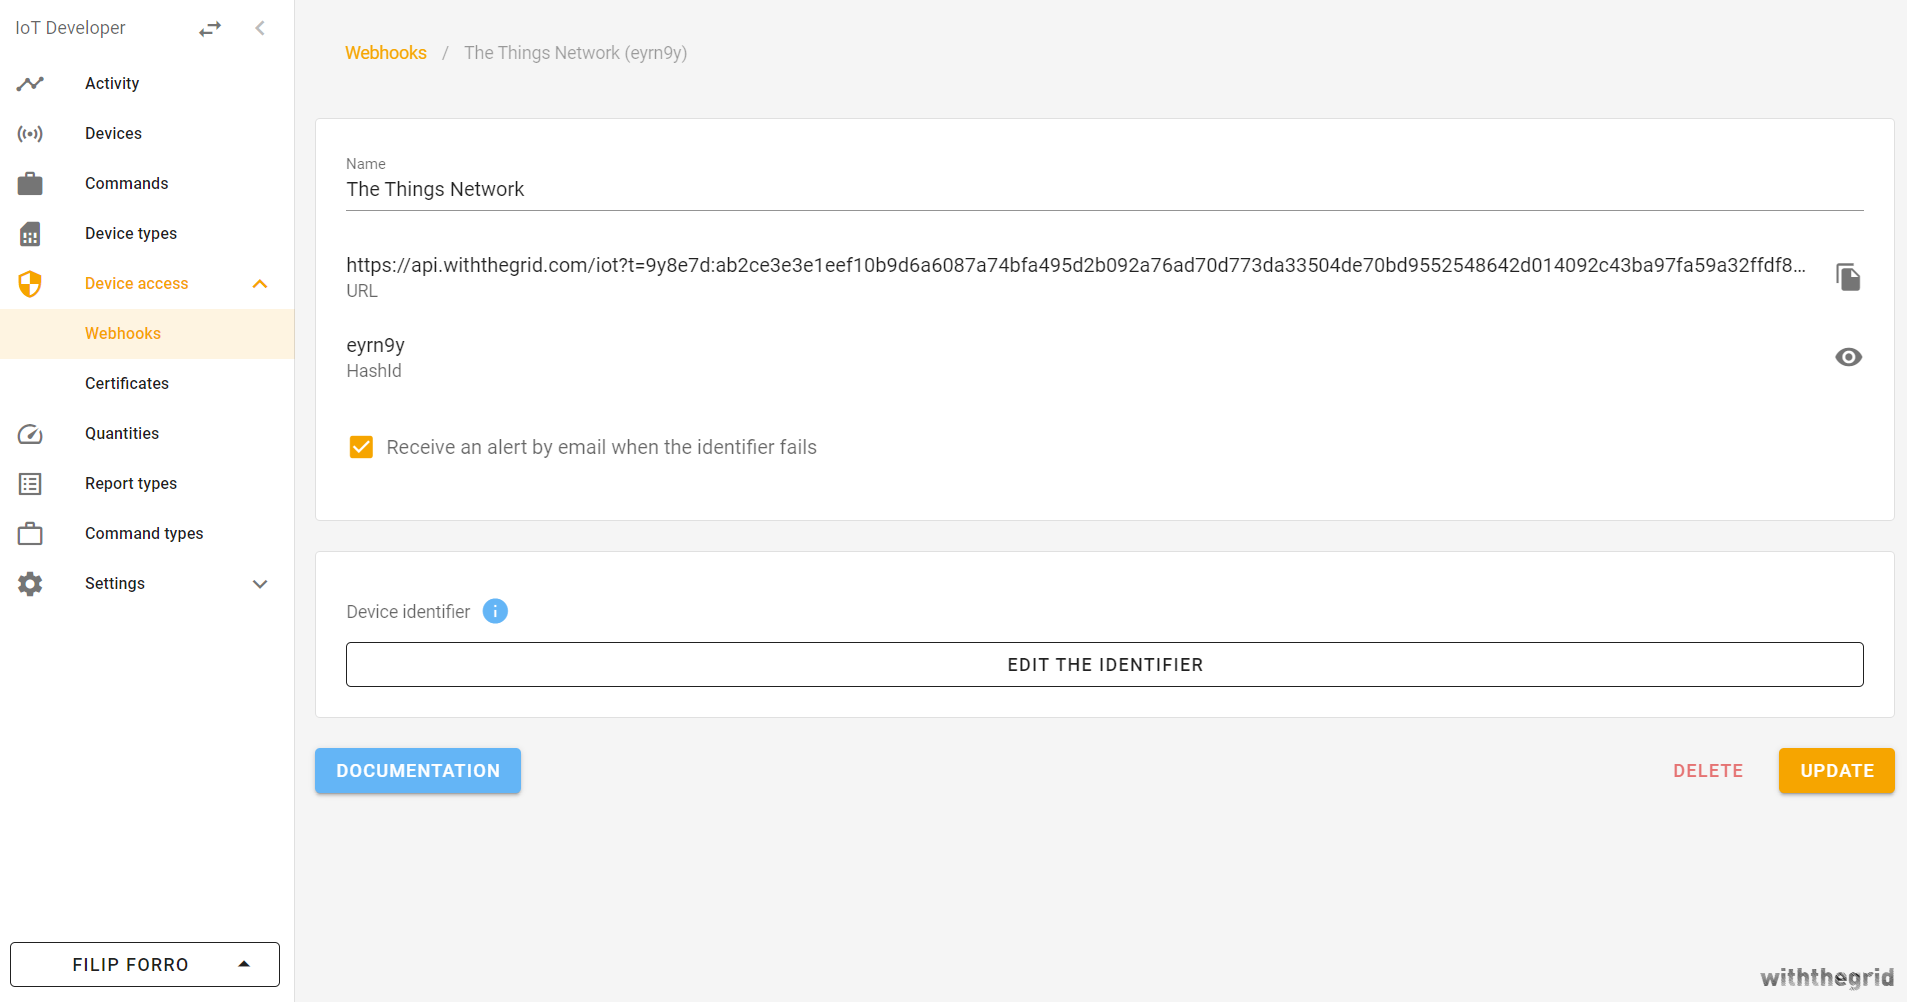 IoT Developer
Activity
Devices
Commands
Device types
Device access
Webhooks
Certificates
Quantities
Report types
Command types
Settings
FILIP FORRO
Webhooks / The Things Network (eyrn9y)
Name
The Things Network
https://api.withthegrid.com/iot?t=9y8e7d:ab2ce3e3e1eef10b9d6a6087a74bfa495d2b092a76ad70d773da33504de70bd9552548642d014092c43ba97fa59a32ffdf8...
URL
eyrn9y
HashId
Receive an alert by email when the identifier fails
Device identifier
EDIT THE IDENTIFIER
DOCUMENTATION
DELETE
UPDATE
withthegrid